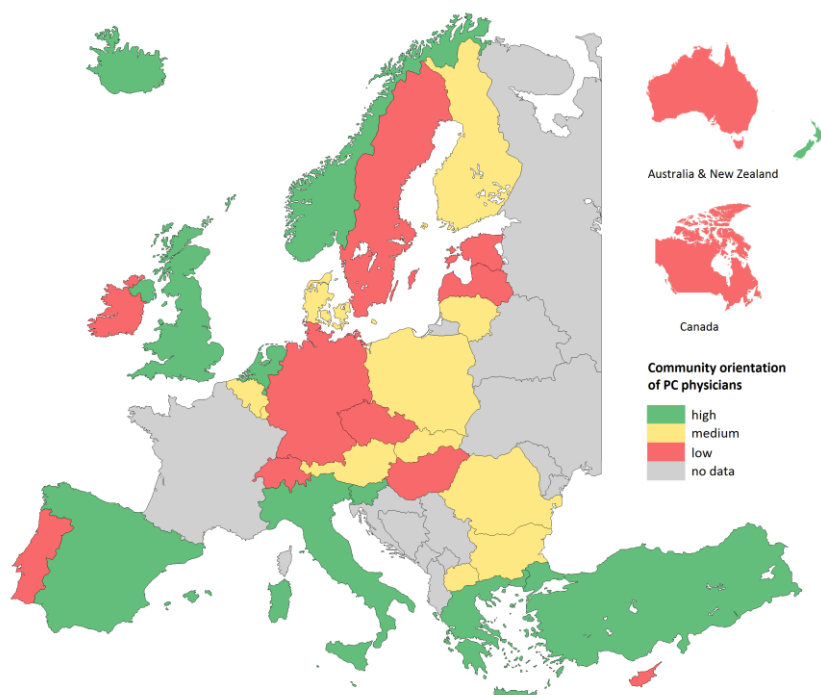 Australia & New Zealand
Canada
Community orientation
of PC physicians
high
medium
low
no data